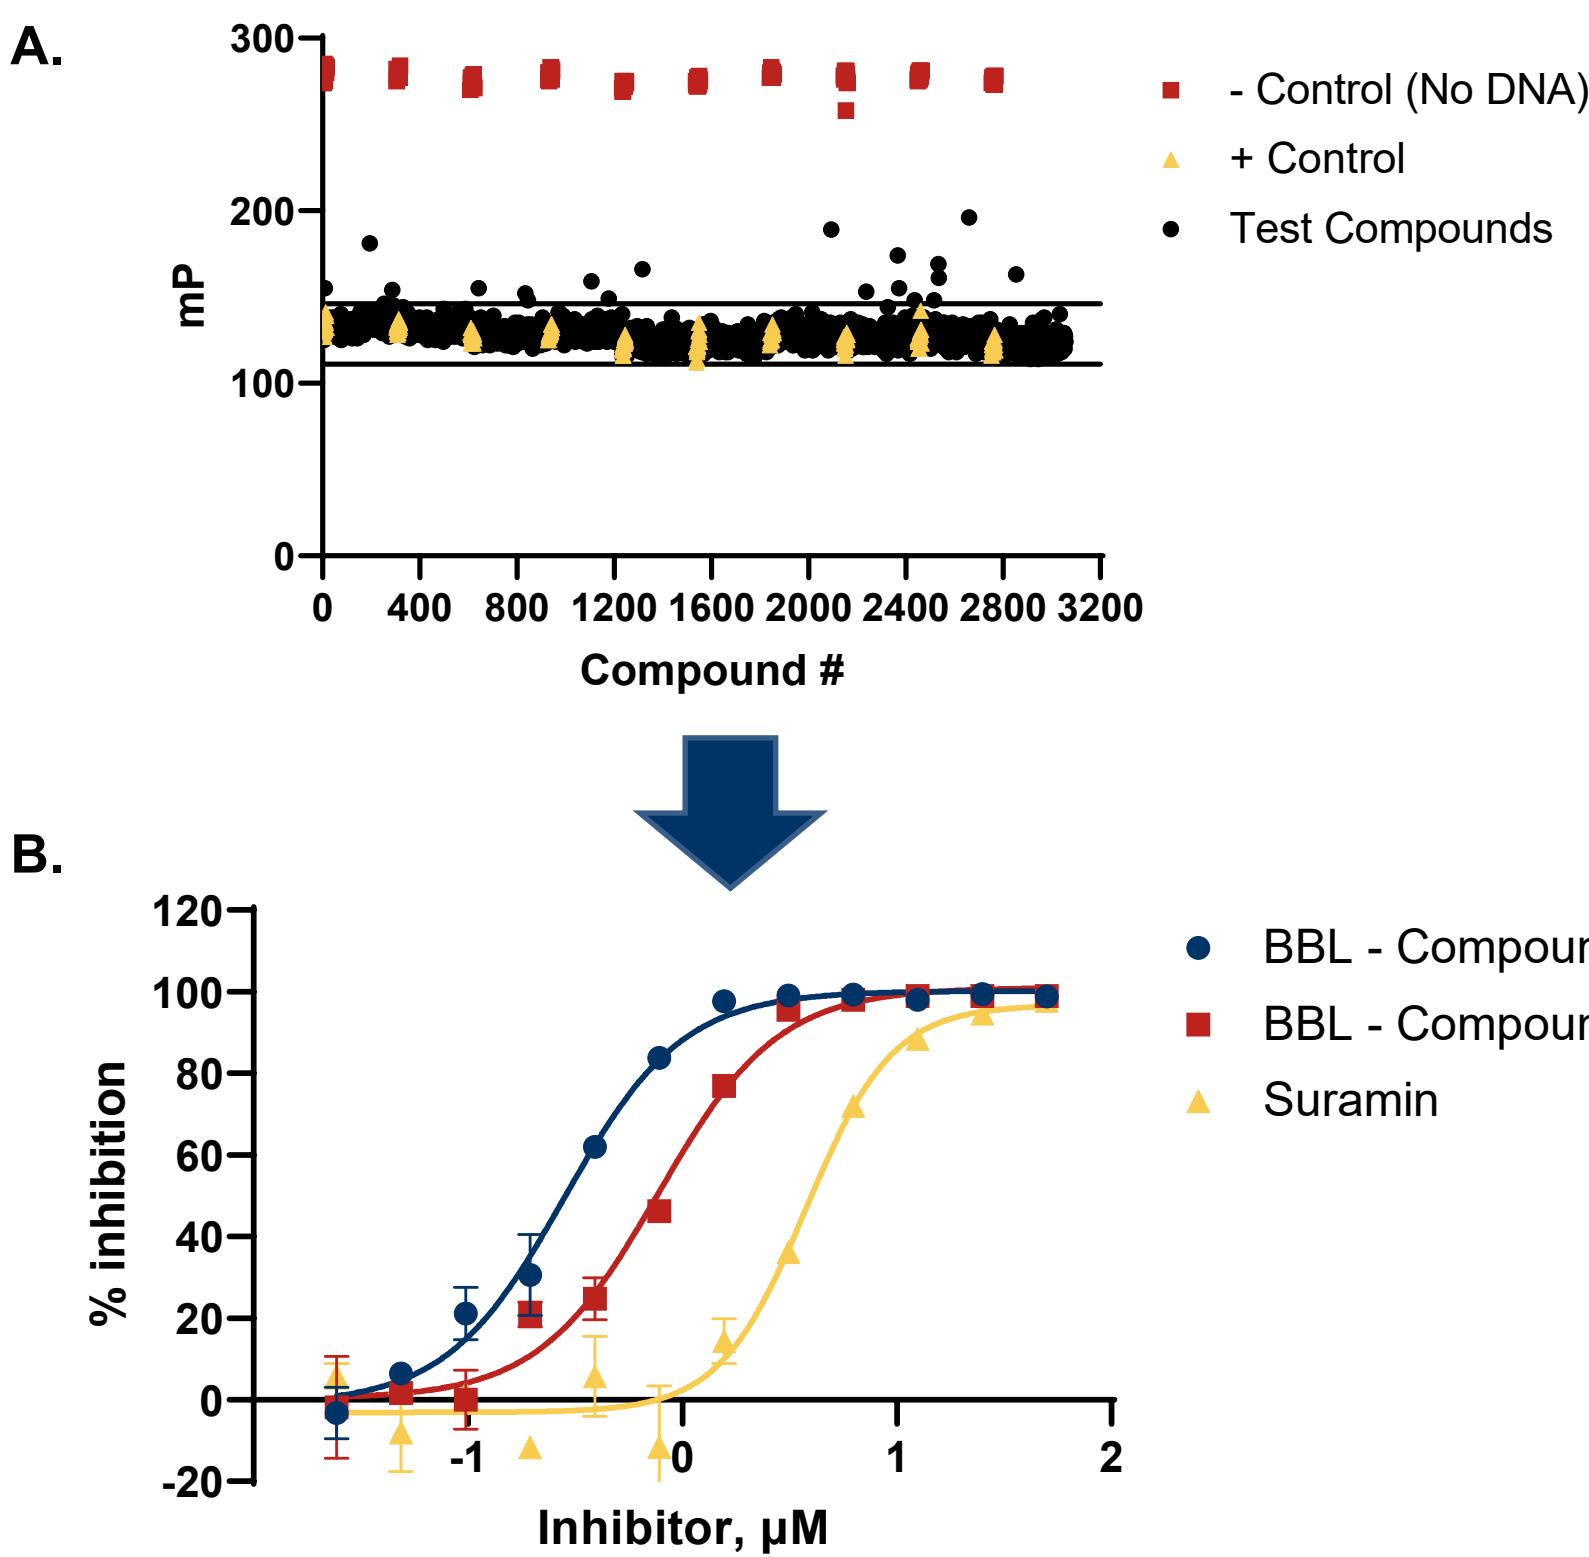 A.
300
200
100
0
mP
0 400 800 1200 1600 2000 2400 2800 3200
Compound #
- Control (No DNA)
+ Control
Test Compounds
B.
120
100
80
60
40
20
0
-20
% inhibition
-1 0 1 2
Inhibitor, µM
BBL - Compour
BBL - Compour
Suramin